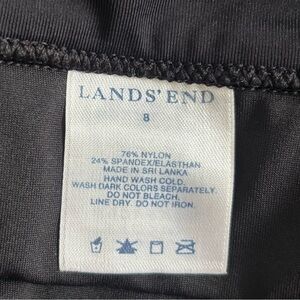 LANDS' END
8
76% NYLON
24% SPANDEX/ELASTHAN
MADE IN SRI LANKA
HAND WASH COLD.
WASH DARK COLORS SEPARATELY.
DO NOT BLEACH.
LINE DRY. DO NOT IRON.